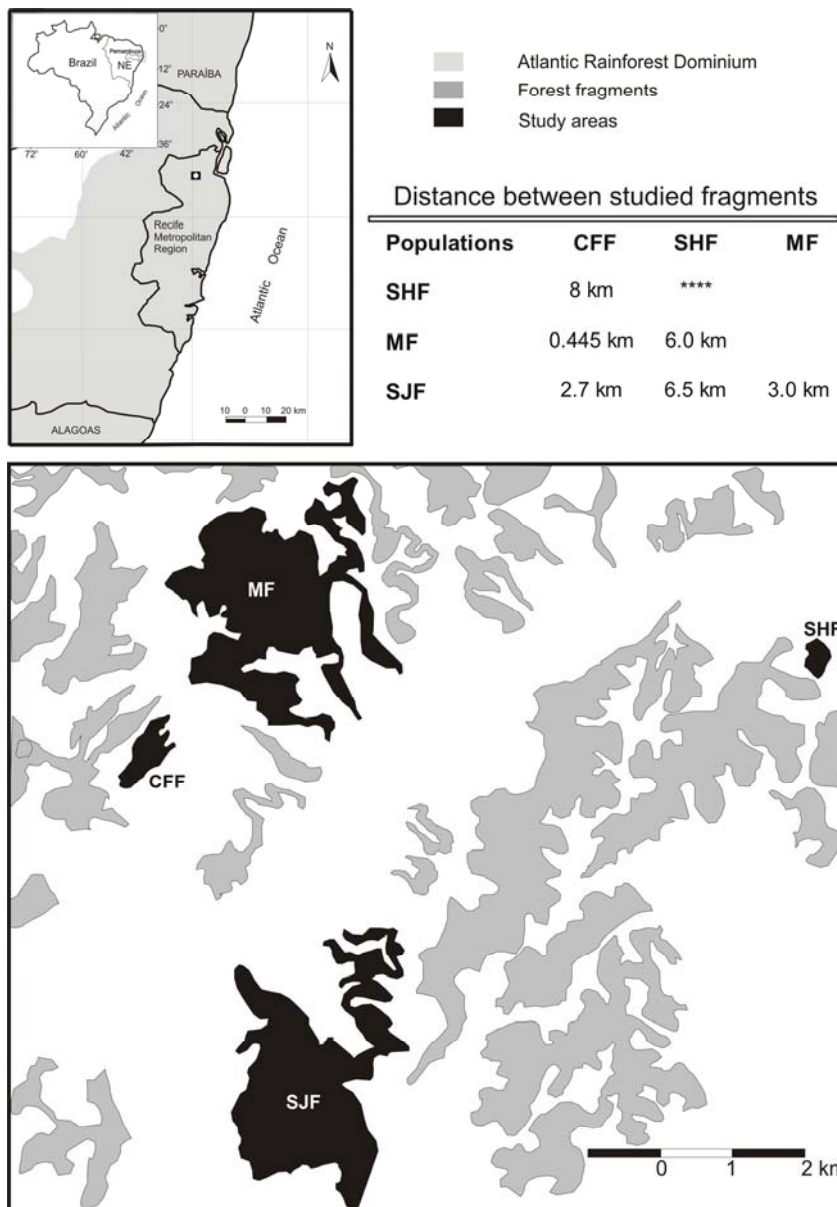 Brazil
Pernambuco
NE
Atlantic Ocean
72°
60°
42°
0'
12'
24'
36'
N
PARAÍBA
Recife
Metropolitan
Region
Atlantic Ocean
10 0 10 20 km
ALAGOAS
Atlantic Rainforest Dominium
Forest fragments
Study areas
Distance between studied fragments
Populations CFF SHF MF
SHF 8 km ****
MF 0.445 km 6.0 km
SJF 2.7 km 6.5 km 3.0 km
MF
SHF
CFF
SJF
0 1 2 km